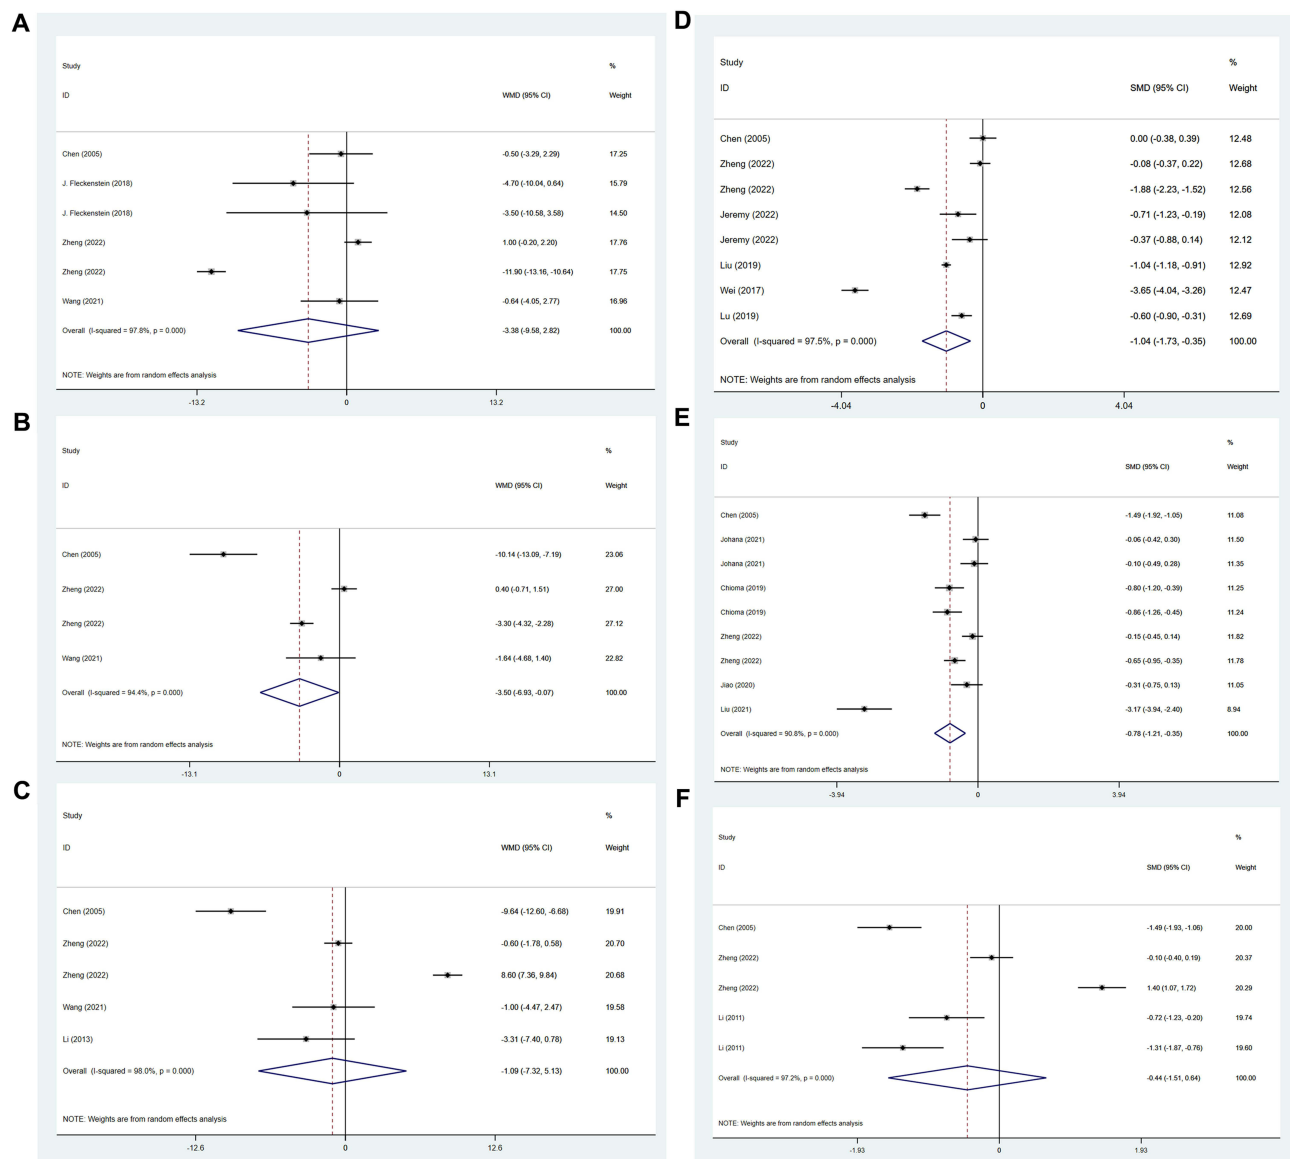 A
Study %
ID WMD (95% CI) Weight
Chen (2005) -0.50 (-3.29, 2.29) 17.25
J. Fleckenstein (2018) -4.70 (-10.04, 0.64) 15.79
J. Fleckenstein (2018) -3.50 (-10.58, 3.58) 14.50
Zheng (2022) 1.00 (-0.20, 2.20) 17.76
Zheng (2022) -11.90 (-13.16, -10.64) 17.75
Wang (2021) -0.64 (-4.05, 2.77) 16.96
Overall (I-squared = 97.8%, p = 0.000) -3.38 (-9.58, 2.82) 100.00
NOTE: Weights are from random effects analysis
-13.2 0 13.2
B
Study %
ID WMD (95% CI) Weight
Chen (2005) -10.14 (-13.09, -7.19) 23.06
Zheng (2022) 0.40 (-0.71, 1.51) 27.00
Zheng (2022) -3.30 (-4.32, -2.28) 27.12
Wang (2021) -1.64 (-4.68, 1.40) 22.82
Overall (I-squared = 94.4%, p = 0.000) -3.50 (-6.93, -0.07) 100.00
NOTE: Weights are from random effects analysis
-13.1 0 13.1
C
Study %
ID WMD (95% CI) Weight
Chen (2005) -9.64 (-12.60, -6.68) 19.91
Zheng (2022) -0.60 (-1.78, 0.58) 20.70
Zheng (2022) 8.60 (7.36, 9.84) 20.68
Wang (2021) -1.00 (-4.47, 2.47) 19.58
Li (2013) -3.31 (-7.40, 0.78) 19.13
Overall (I-squared = 98.0%, p = 0.000) -1.09 (-7.32, 5.13) 100.00
NOTE: Weights are from random effects analysis
-12.6 0 12.6
D
Study %
ID SMD (95% CI) Weight
Chen (2005) 0.00 (-0.38, 0.39) 12.48
Zheng (2022) -0.08 (-0.37, 0.22) 12.68
Zheng (2022) -1.88 (-2.23, -1.52) 12.56
Jeremy (2022) -0.71 (-1.23, -0.19) 12.08
Jeremy (2022) -0.37 (-0.88, 0.14) 12.12
Liu (2019) -1.04 (-1.18, -0.91) 12.92
Wei (2017) -3.65 (-4.04, -3.26) 12.47
Lu (2019) -0.60 (-0.90, -0.31) 12.69
Overall (I-squared = 97.5%, p = 0.000) -1.04 (-1.73, -0.35) 100.00
NOTE: Weights are from random effects analysis
-4.04 0 4.04
E
Study %
ID SMD (95% CI) Weight
Chen (2005) -1.49 (-1.92, -1.05) 11.08
Johana (2021) -0.06 (-0.42, 0.30) 11.50
Johana (2021) -0.10 (-0.49, 0.28) 11.35
Chioma (2019) -0.80 (-1.20, -0.39) 11.25
Chioma (2019) -0.86 (-1.26, -0.45) 11.24
Zheng (2022) -0.15 (-0.45, 0.14) 11.82
Zheng (2022) -0.65 (-0.95, -0.35) 11.78
Jiao (2020) -0.31 (-0.75, 0.13) 11.05
Liu (2021) -3.17 (-3.94, -2.40) 8.94
Overall (I-squared = 90.8%, p = 0.000) -0.78 (-1.21, -0.35) 100.00
NOTE: Weights are from random effects analysis
-3.94 0 3.94
F
Study %
ID SMD (95% CI) Weight
Chen (2005) -1.49 (-1.93, -1.06) 20.00
Zheng (2022) -0.10 (-0.40, 0.19) 20.37
Zheng (2022) 1.40 (1.07, 1.72) 20.29
Li (2011) -0.72 (-1.23, -0.20) 19.74
Li (2011) -1.31 (-1.87, -0.76) 19.60
Overall (I-squared = 97.2%, p = 0.000) -0.44 (-1.51, 0.64) 100.00
NOTE: Weights are from random effects analysis
-1.93 0 1.93